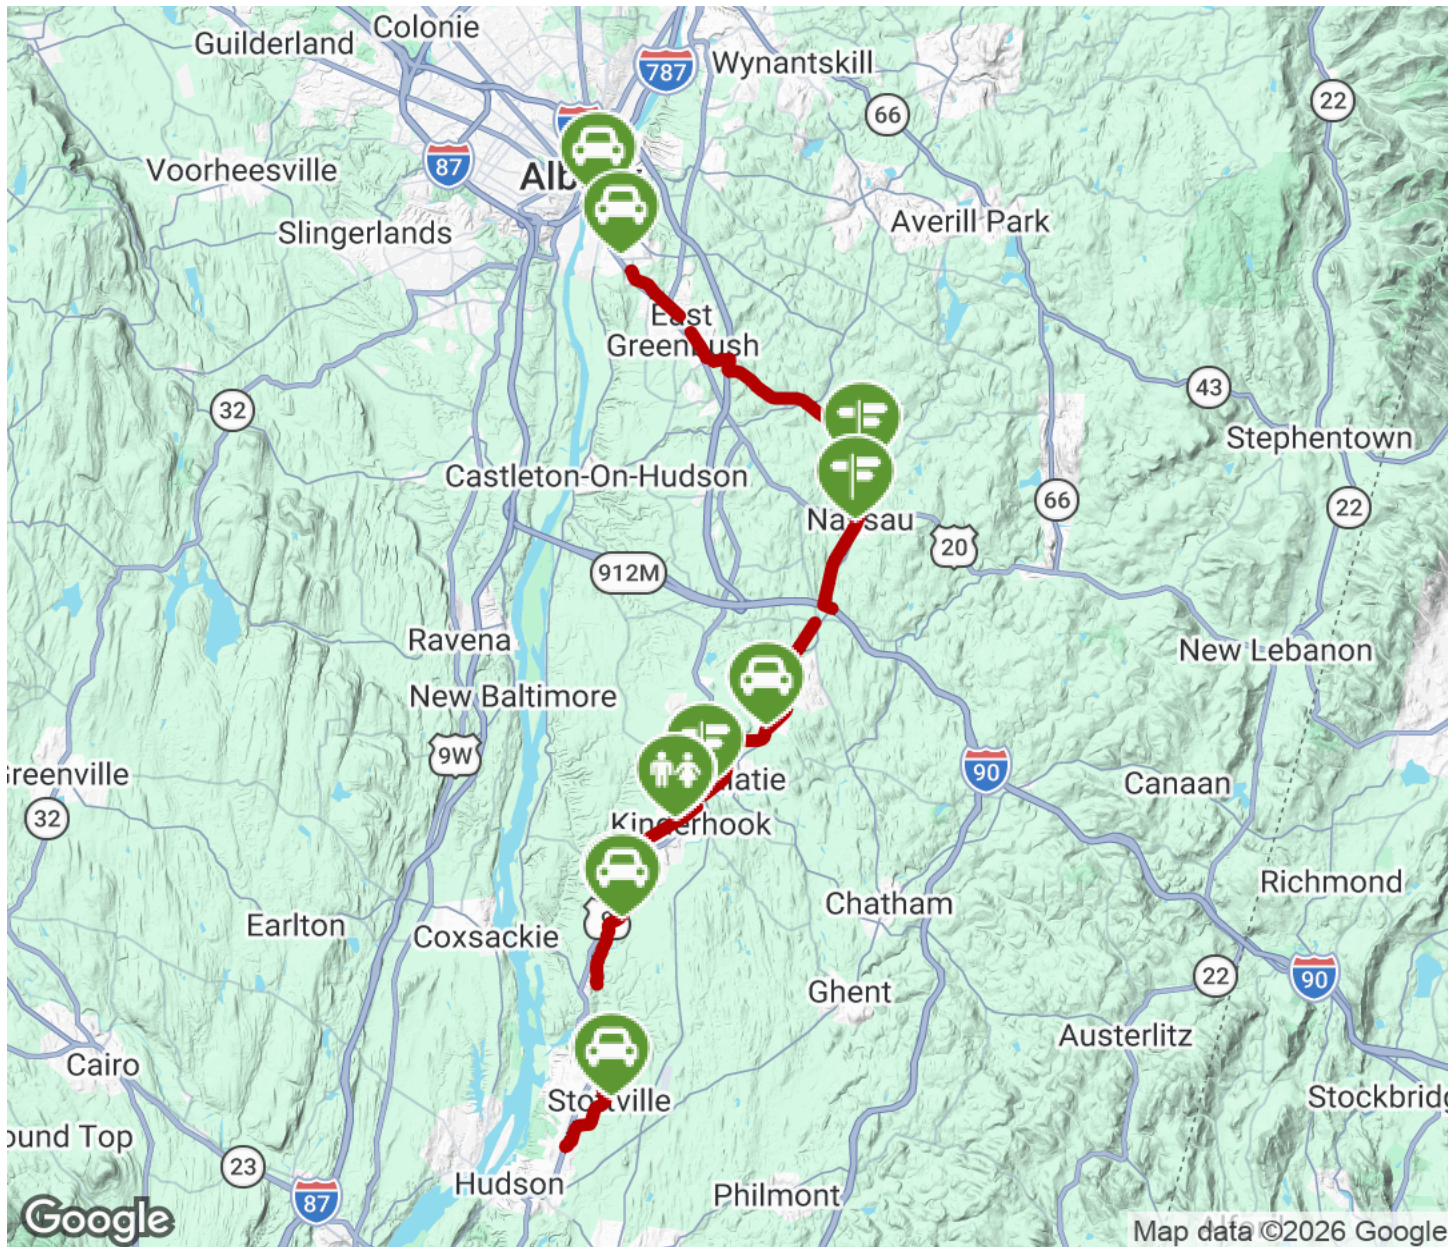 Colonie
Guilderland
787
Wynantskill
22
66
87
Voorheesville
Averill Park
Slingerlands
East
Greenbush
43
32
Stephentown
Castleton-On-Hudson
66
22
20
912M
Ravena
New Lebanon
New Baltimore
9W
90
Canaan
32
Richmond
Chatham
Earlton
Coxsackie
22
90
Ghent
Austerlitz
Cairo
23
Hudson
87
Philmont
Google
Map data ©2026 Google